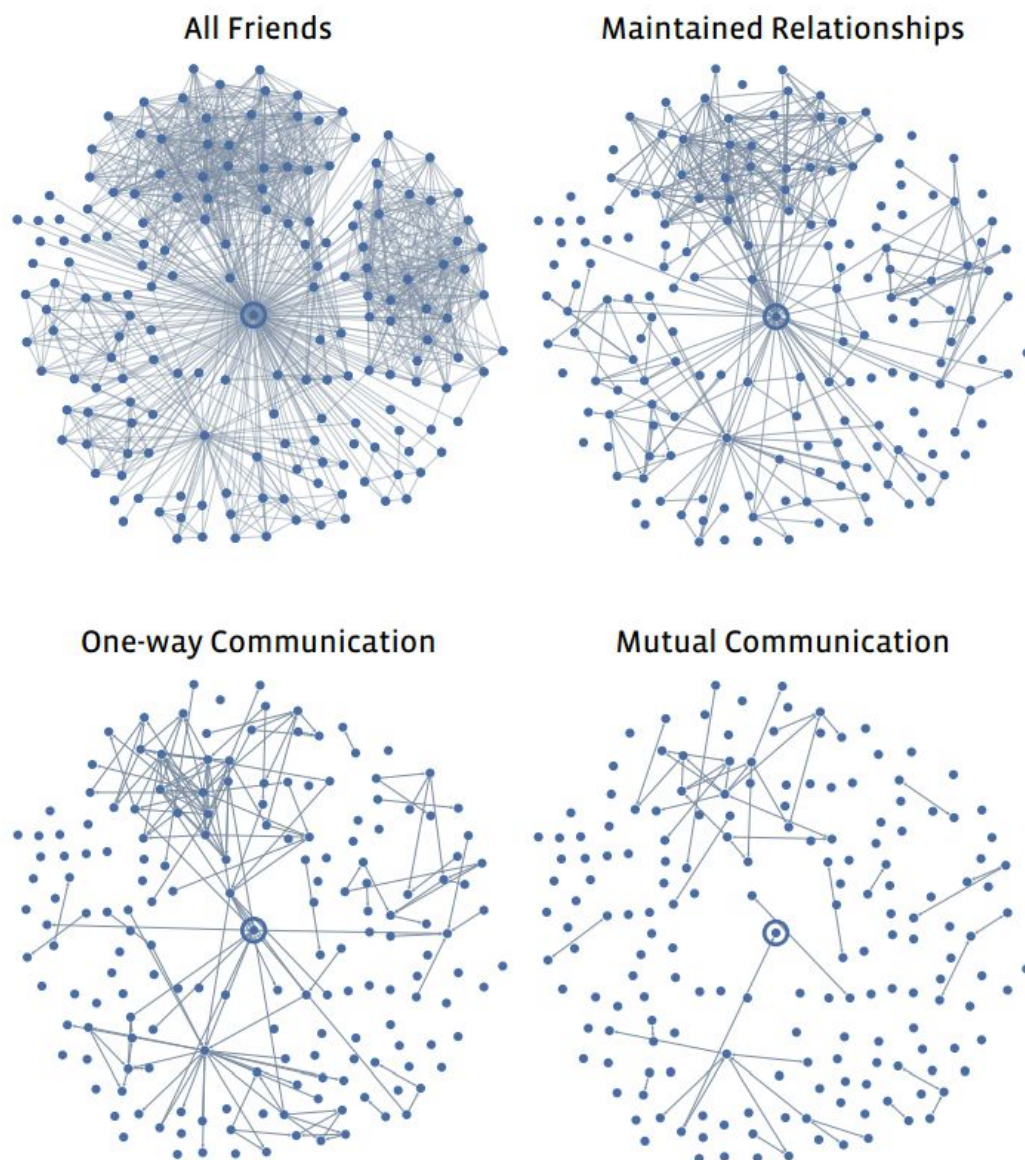 All Friends
Maintained Relationships
One-way Communication
Mutual Communication